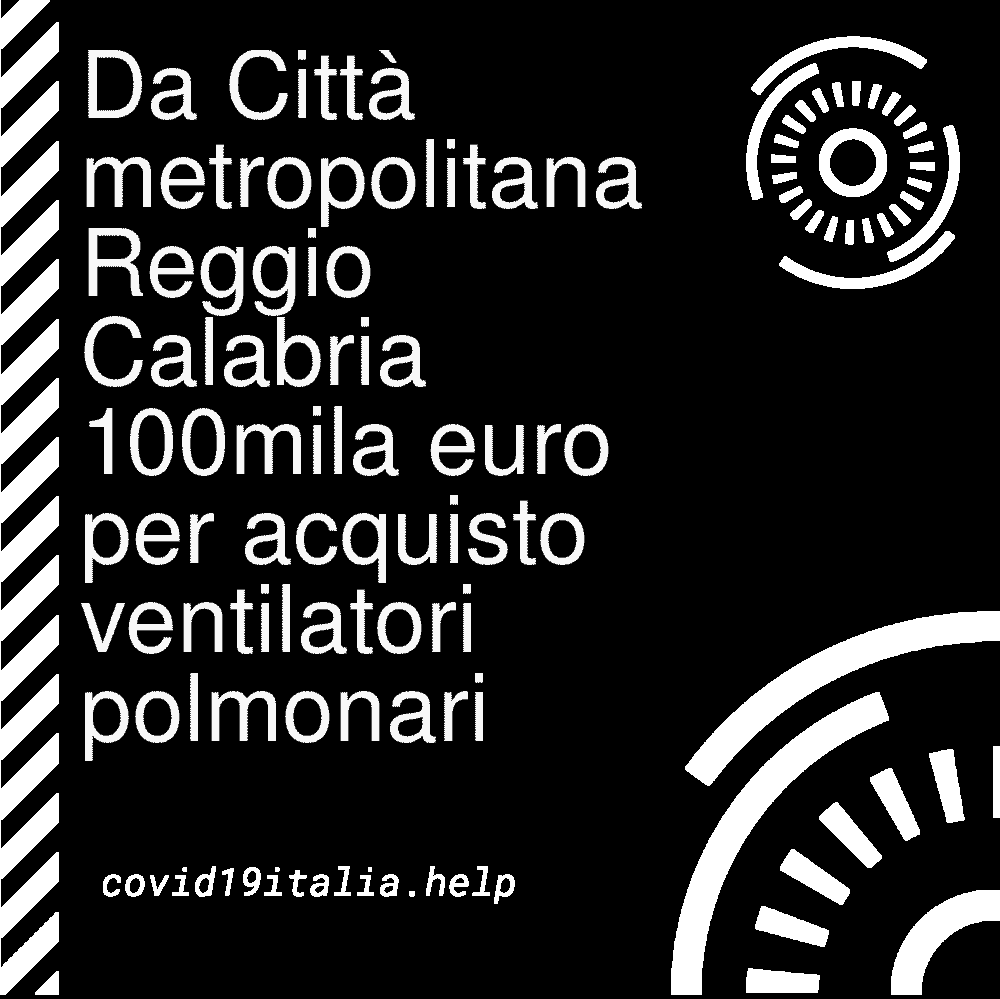 Da Città
metropolitana
Reggio
Calabria
100mila euro
per acquisto
ventilatori
polmonari
covid19italia.help